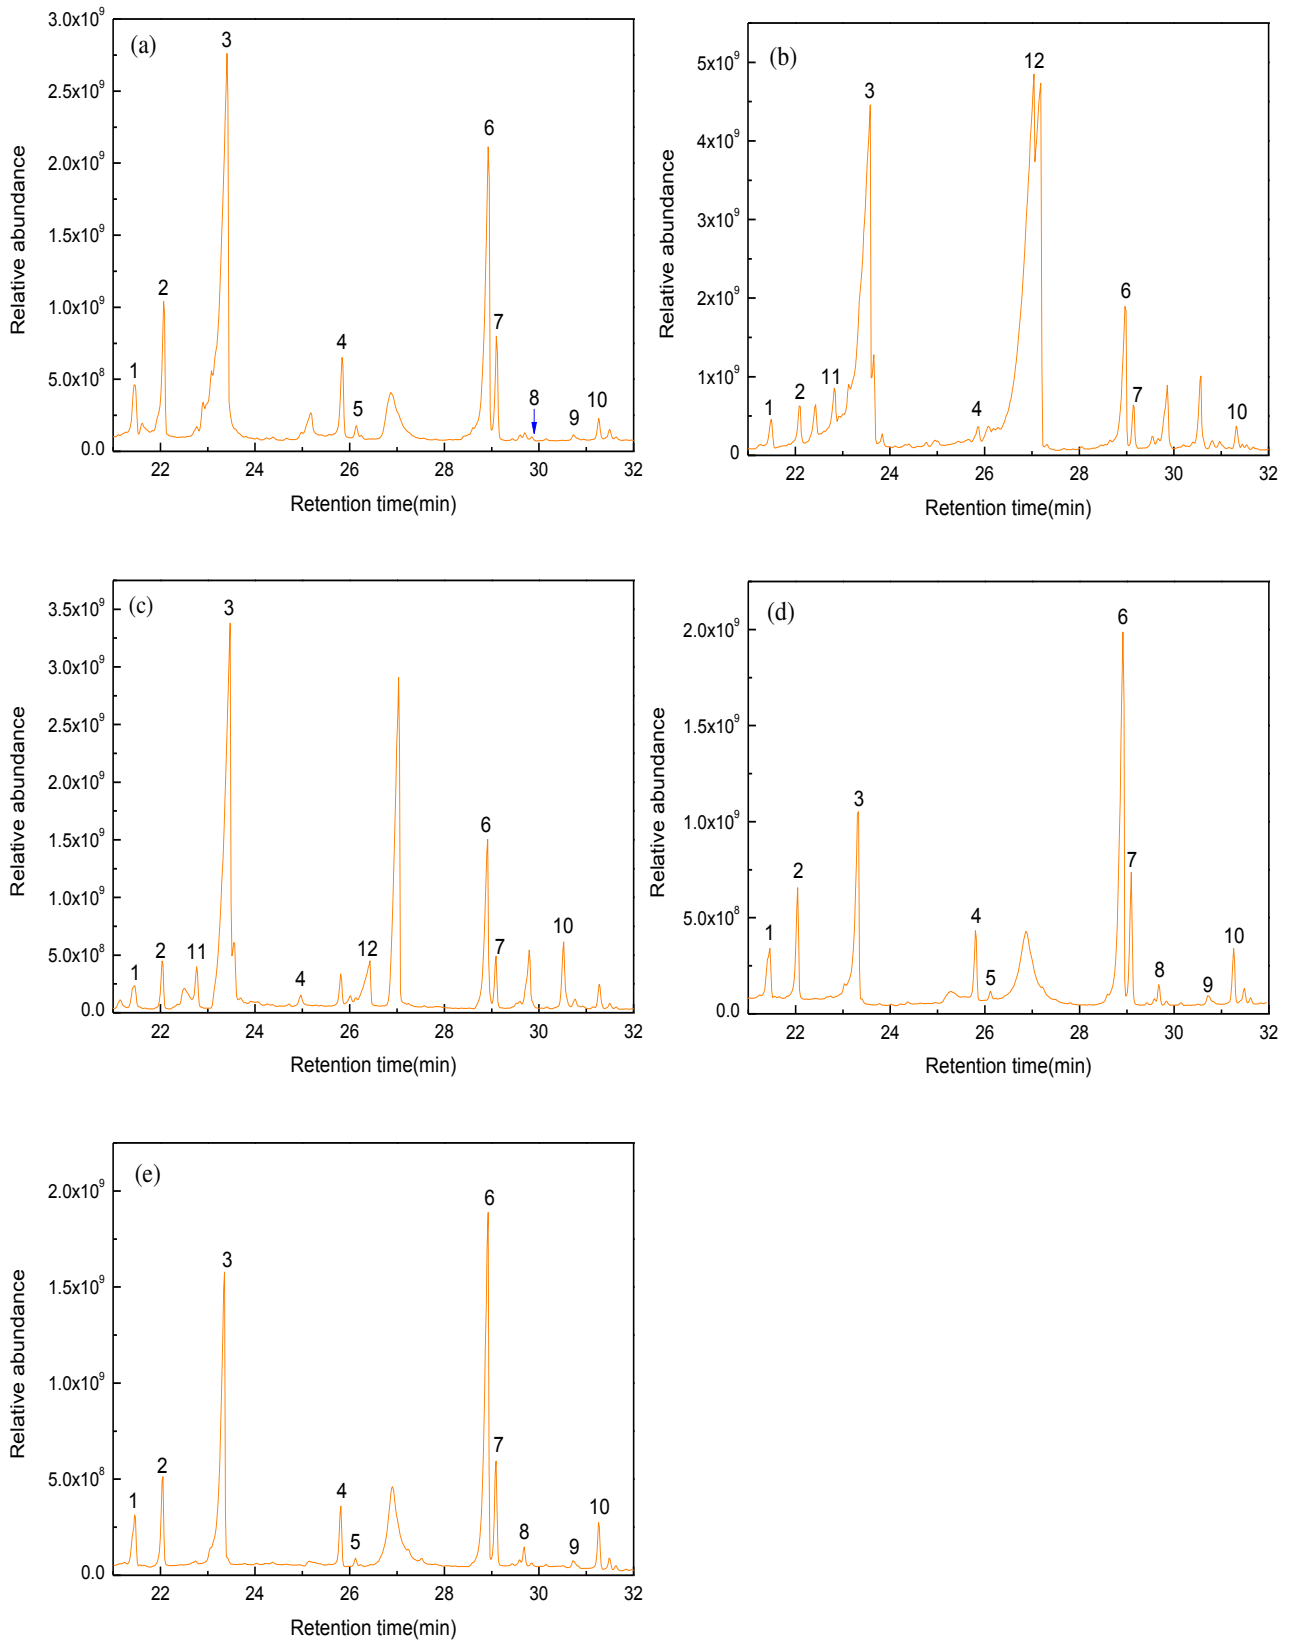 (a)
3.0x10⁹
2.5x10⁹
2.0x10⁹
1.5x10⁹
1.0x10⁹
5.0x10⁸
0.0
Relative abundance
1
2
3
4
5
6
7
8
9
10
22 24 26 28 30 32
Retention time(min)
(b)
5x10⁹
4x10⁹
3x10⁹
2x10⁹
1x10⁹
0
Relative abundance
1
2
11
3
4
12
6
7
10
22 24 26 28 30 32
Retention time(min)
(c)
3.5x10⁹
3.0x10⁹
2.5x10⁹
2.0x10⁹
1.5x10⁹
1.0x10⁹
5.0x10⁸
0.0
Relative abundance
1
2
11
3
4
12
6
7
10
22 24 26 28 30 32
Retention time(min)
(d)
2.0x10⁹
1.5x10⁹
1.0x10⁹
5.0x10⁸
0.0
Relative abundance
1
2
3
4
5
6
7
8
9
10
22 24 26 28 30 32
Retention time(min)
(e)
2.0x10⁹
1.5x10⁹
1.0x10⁹
5.0x10⁸
0.0
Relative abundance
1
2
3
4
5
6
7
8
9
10
22 24 26 28 30 32
Retention time(min)